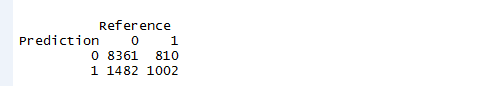 Reference
Prediction    0    1
         0 8361  810
         1 1482 1002